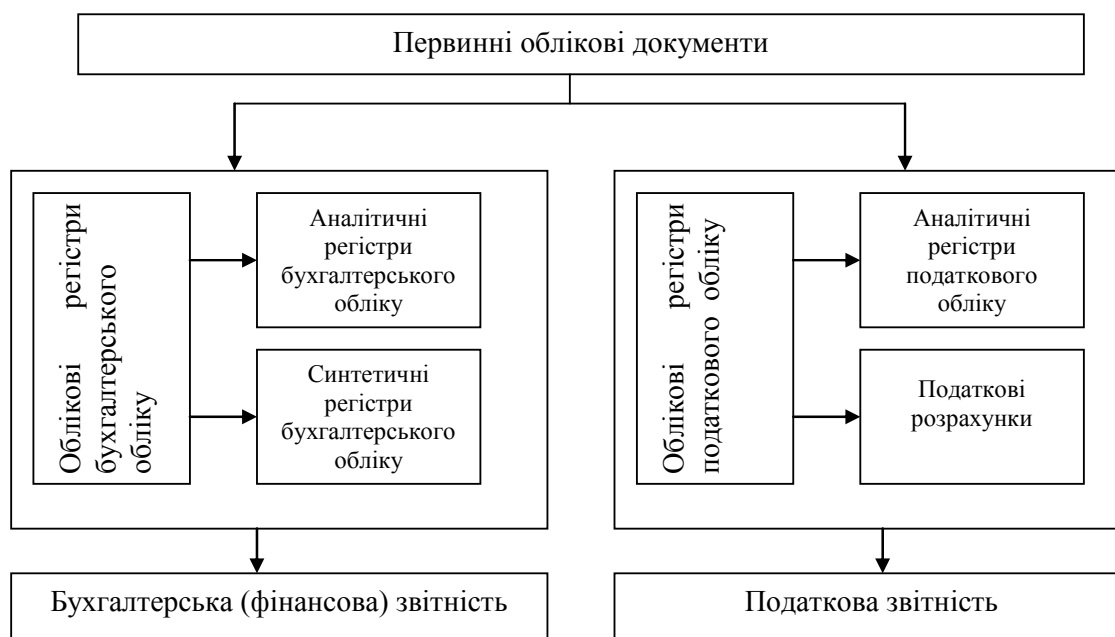 Первинні облікові документи
Облікові регістри
бухгалтерського
обліку
Аналітичні
регістри
бухгалтерського
обліку
Синтетичні
регістри
бухгалтерського
обліку
Облікові регістри
податкового обліку
Аналітичні
регістри
податкового
обліку
Податкові
розрахунки
Бухгалтерська (фінансова) звітність
Податкова звітність